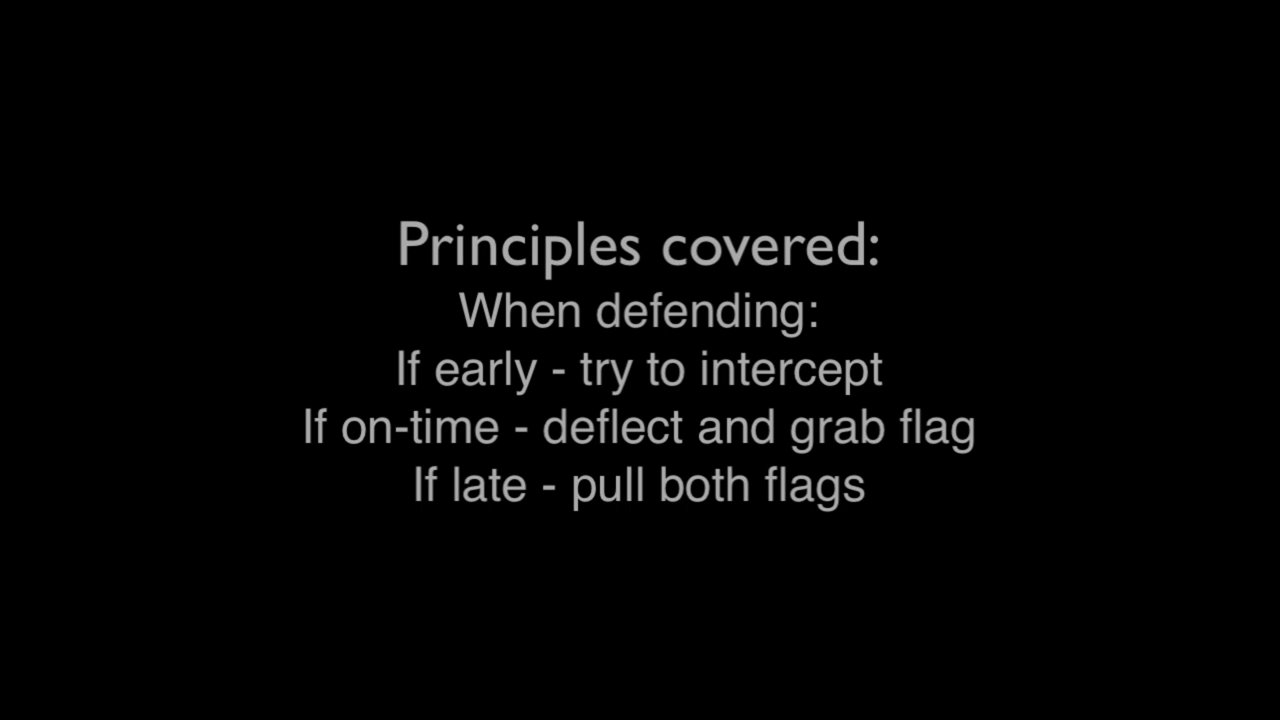 Principles covered:
When defending:
If early - try to intercept
If on-time - deflect and grab flag
If late - pull both flags